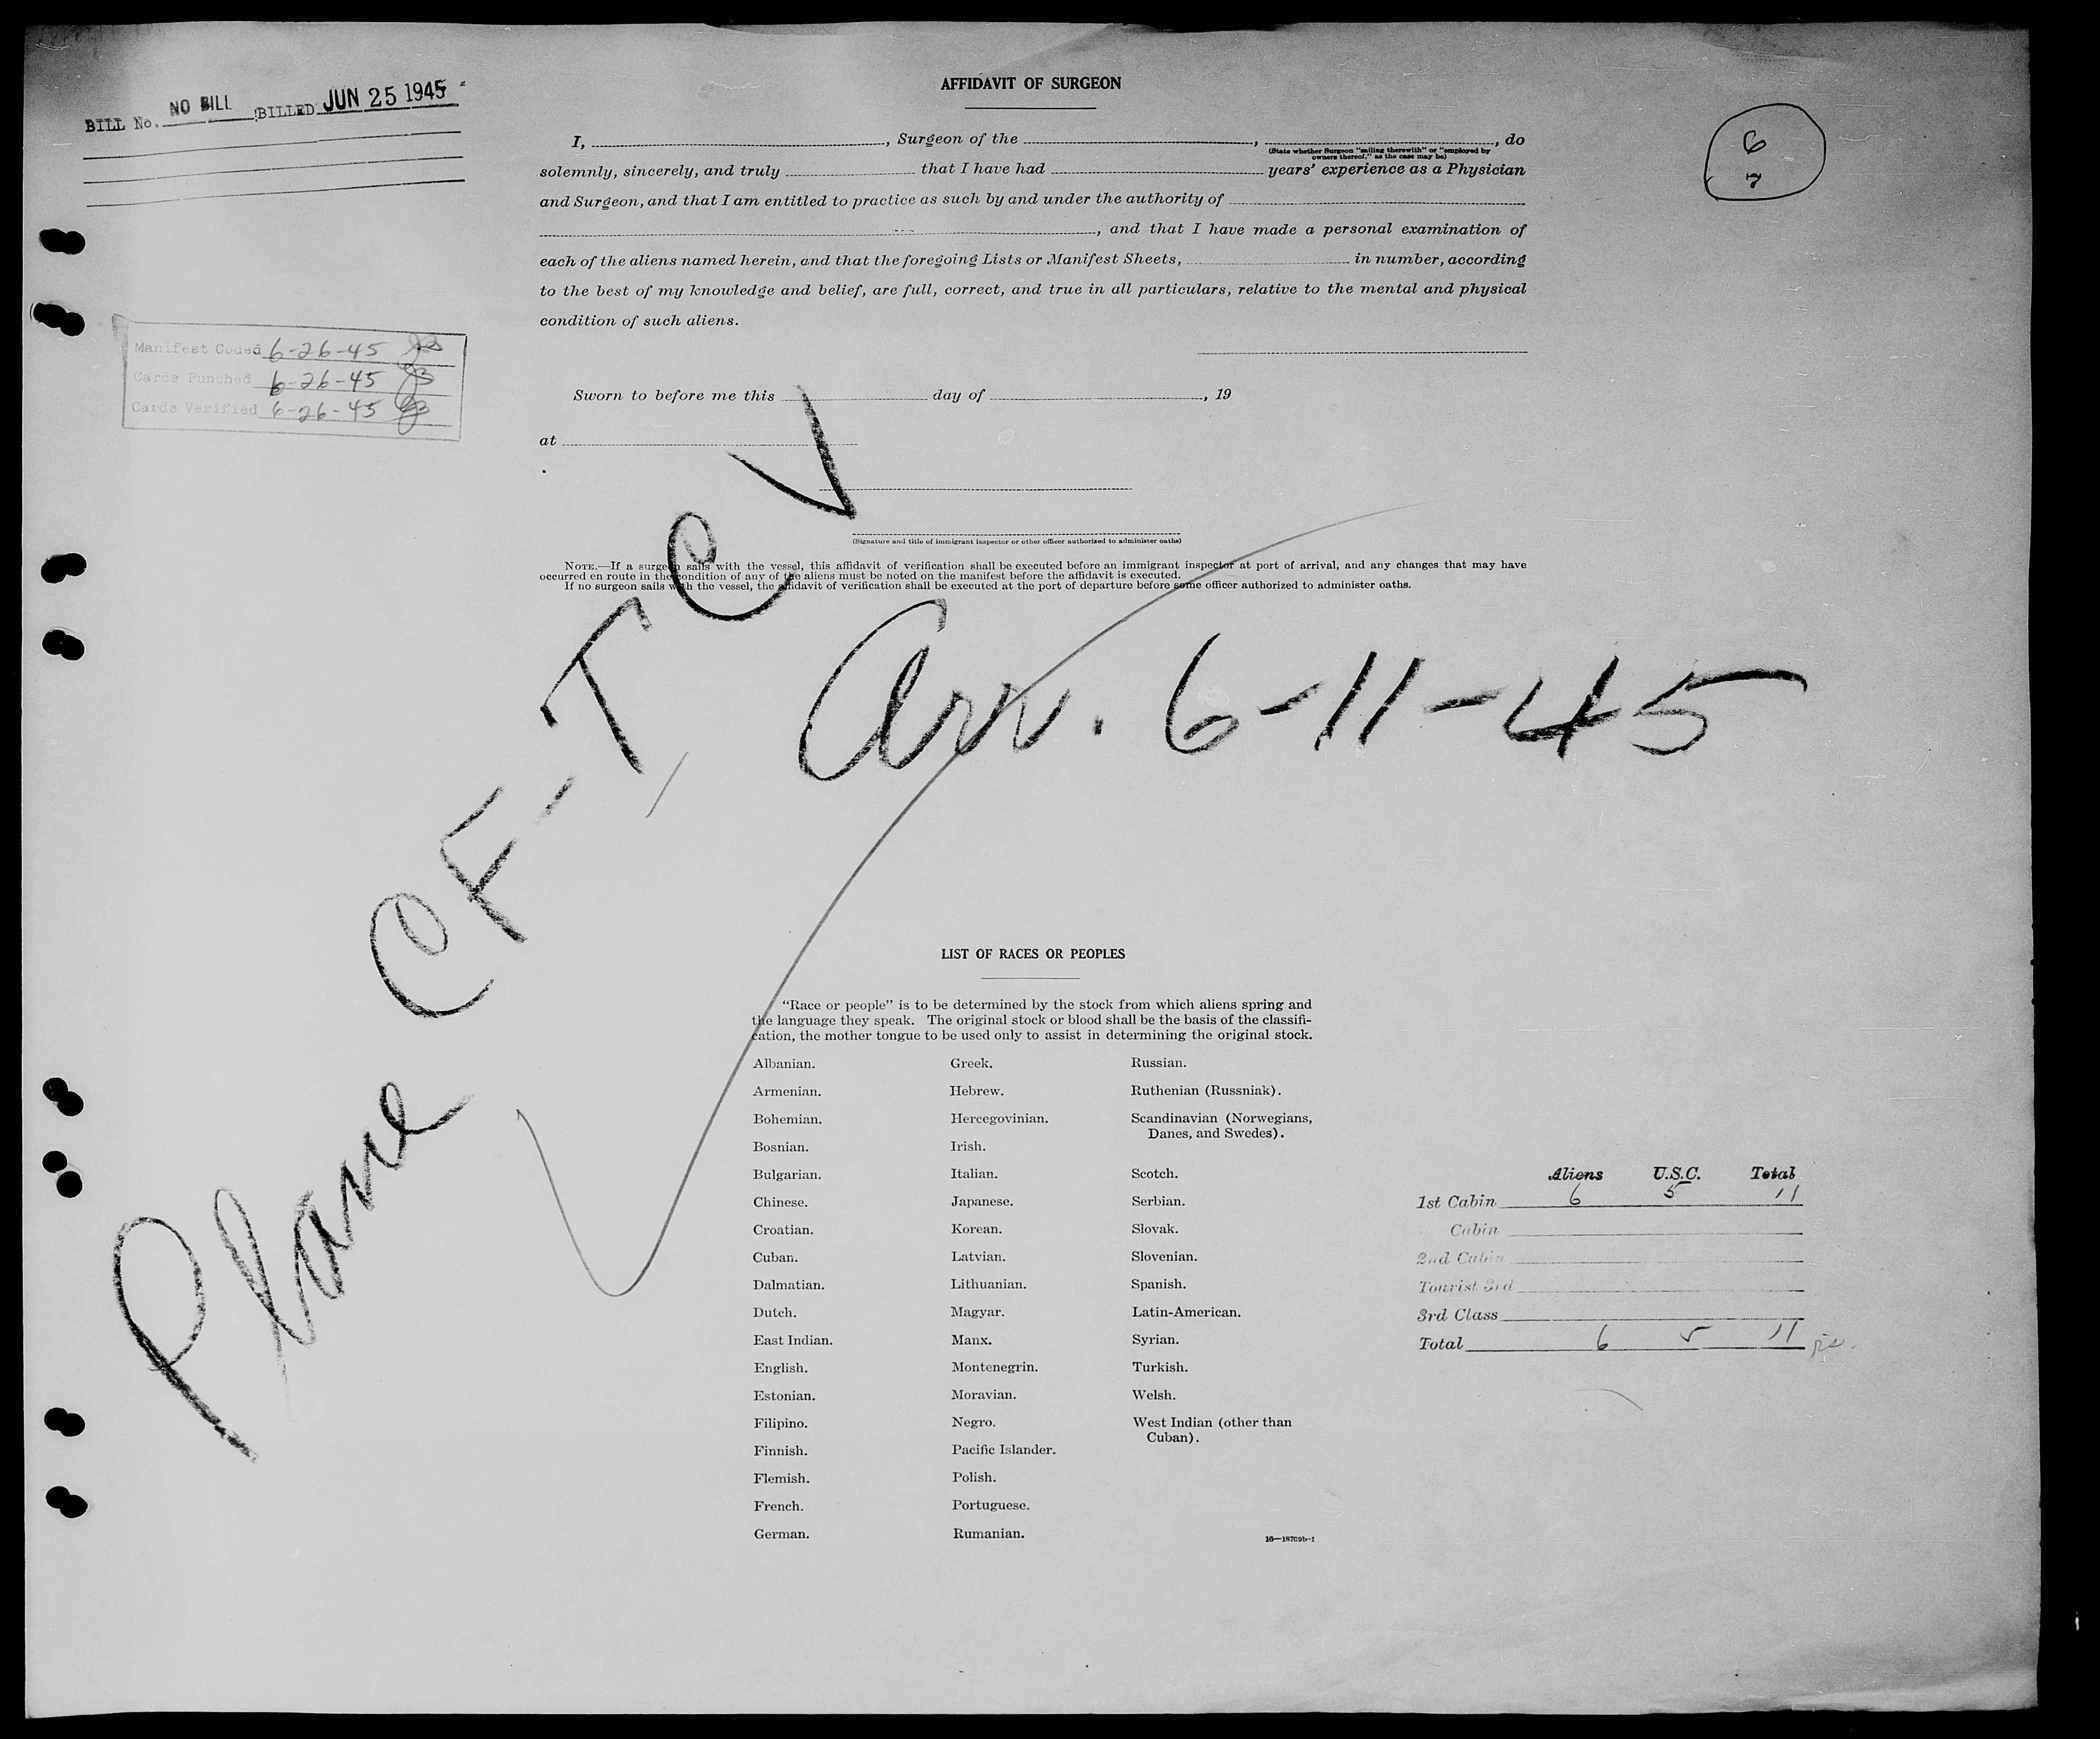 BILL No. NO BILL BILLED JUN 25 1945
AFFIDAVIT OF SURGEON
6
7
I, , Surgeon of the , , do
(State whether Surgeon "sailing therewith" or "employed by
owners thereof," as the case may be)
solemnly, sincerely, and truly that I have had years' experience as a Physician
and Surgeon, and that I am entitled to practice as such by and under the authority of
, and that I have made a personal examination of
each of the aliens named herein, and that the foregoing Lists or Manifest Sheets, in number, according
to the best of my knowledge and belief, are full, correct, and true in all particulars, relative to the mental and physical
condition of such aliens.
Manifest Coded 6-26-45
Cards Punched 6-26-45
Cards Verified 6-26-45
Sworn to before me this day of , 19
at
(Signature and title of immigrant inspector or other officer authorized to administer oaths)
NOTE.—If a surgeon sails with the vessel, this affidavit of verification shall be executed before an immigrant inspector at port of arrival, and any changes that may have
occurred en route in the condition of any of the aliens must be noted on the manifest before the affidavit is executed.
If no surgeon sails with the vessel, the affidavit of verification shall be executed at the port of departure before some officer authorized to administer oaths.
Plane CF-TCV
Arr. 6-11-45
LIST OF RACES OR PEOPLES
"Race or people" is to be determined by the stock from which aliens spring and
the language they speak. The original stock or blood shall be the basis of the classifi-
cation, the mother tongue to be used only to assist in determining the original stock.
Albanian.
Armenian.
Bohemian.
Bosnian.
Bulgarian.
Chinese.
Croatian.
Cuban.
Dalmatian.
Dutch.
East Indian.
English.
Estonian.
Filipino.
Finnish.
Flemish.
French.
German.
Greek.
Hebrew.
Hercegovinian.
Irish.
Italian.
Japanese.
Korean.
Latvian.
Lithuanian.
Magyar.
Manx.
Montenegrin.
Moravian.
Negro.
Pacific Islander.
Polish.
Portuguese.
Rumanian.
Russian.
Ruthenian (Russniak).
Scandinavian (Norwegians,
Danes, and Swedes).
Scotch.
Serbian.
Slovak.
Slovenian.
Spanish.
Latin-American.
Syrian.
Turkish.
Welsh.
West Indian (other than
Cuban).
16—18709b-1
Aliens U.S.C. Total
1st Cabin 6 5 11
Cabin
2nd Cabin
Tourist 3rd
3rd Class
Total 6 5 11